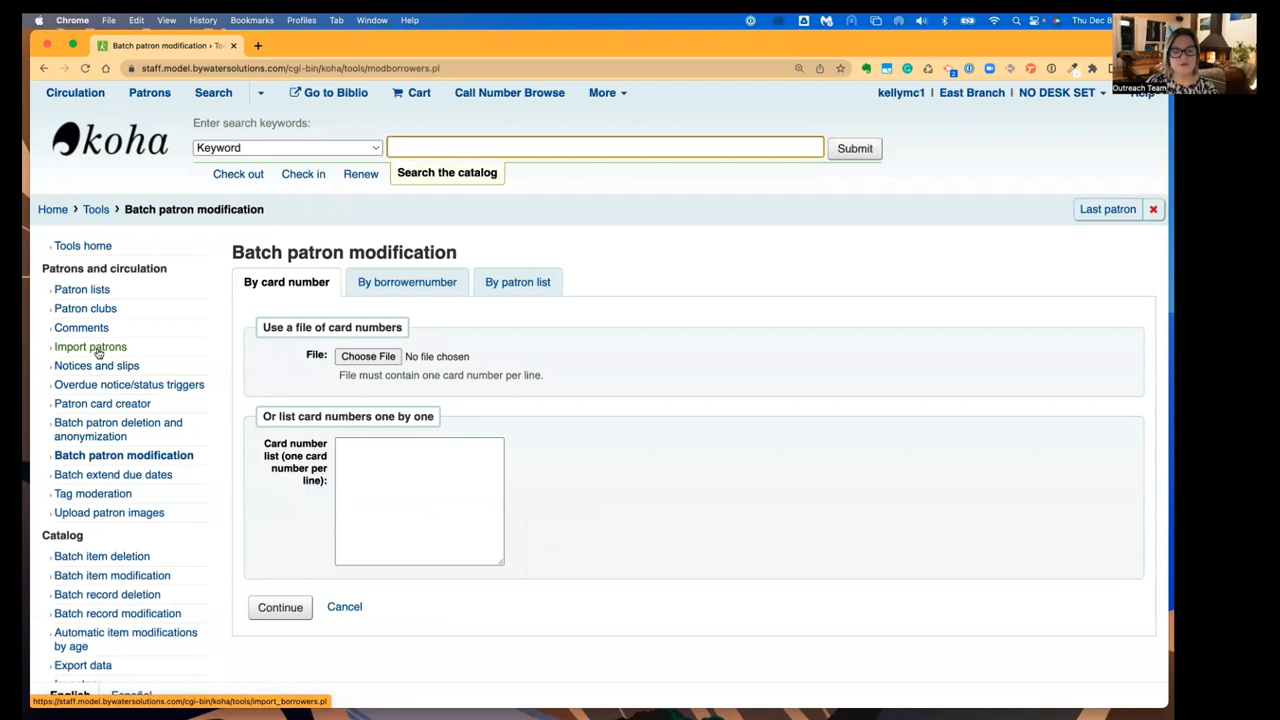 Chrome File Edit View History Bookmarks Profiles Tab Window Help Thu Dec 8
Batch patron modification › To
staff.model.bywatersolutions.com/cgi-bin/koha/tools/modborrowers.pl
Outreach Team
Circulation Patrons Search Go to Biblio Cart Call Number Browse More kellymc1 | East Branch | NO DESK SET Help
koha
Enter search keywords:
Keyword Submit
Check out Check in Renew Search the catalog
Home › Tools › Batch patron modification Last patron
Tools home
Patrons and circulation
Patron lists
Patron clubs
Comments
Import patrons
Notices and slips
Overdue notice/status triggers
Patron card creator
Batch patron deletion and
anonymization
Batch patron modification
Batch extend due dates
Tag moderation
Upload patron images
Catalog
Batch item deletion
Batch item modification
Batch record deletion
Batch record modification
Automatic item modifications
by age
Export data
English Español
Batch patron modification
By card number By borrowernumber By patron list
Use a file of card numbers
File: Choose File No file chosen
File must contain one card number per line.
Or list card numbers one by one
Card number
list (one card
number per
line):
Continue Cancel
https://staff.model.bywatersolutions.com/cgi-bin/koha/tools/import_borrowers.pl